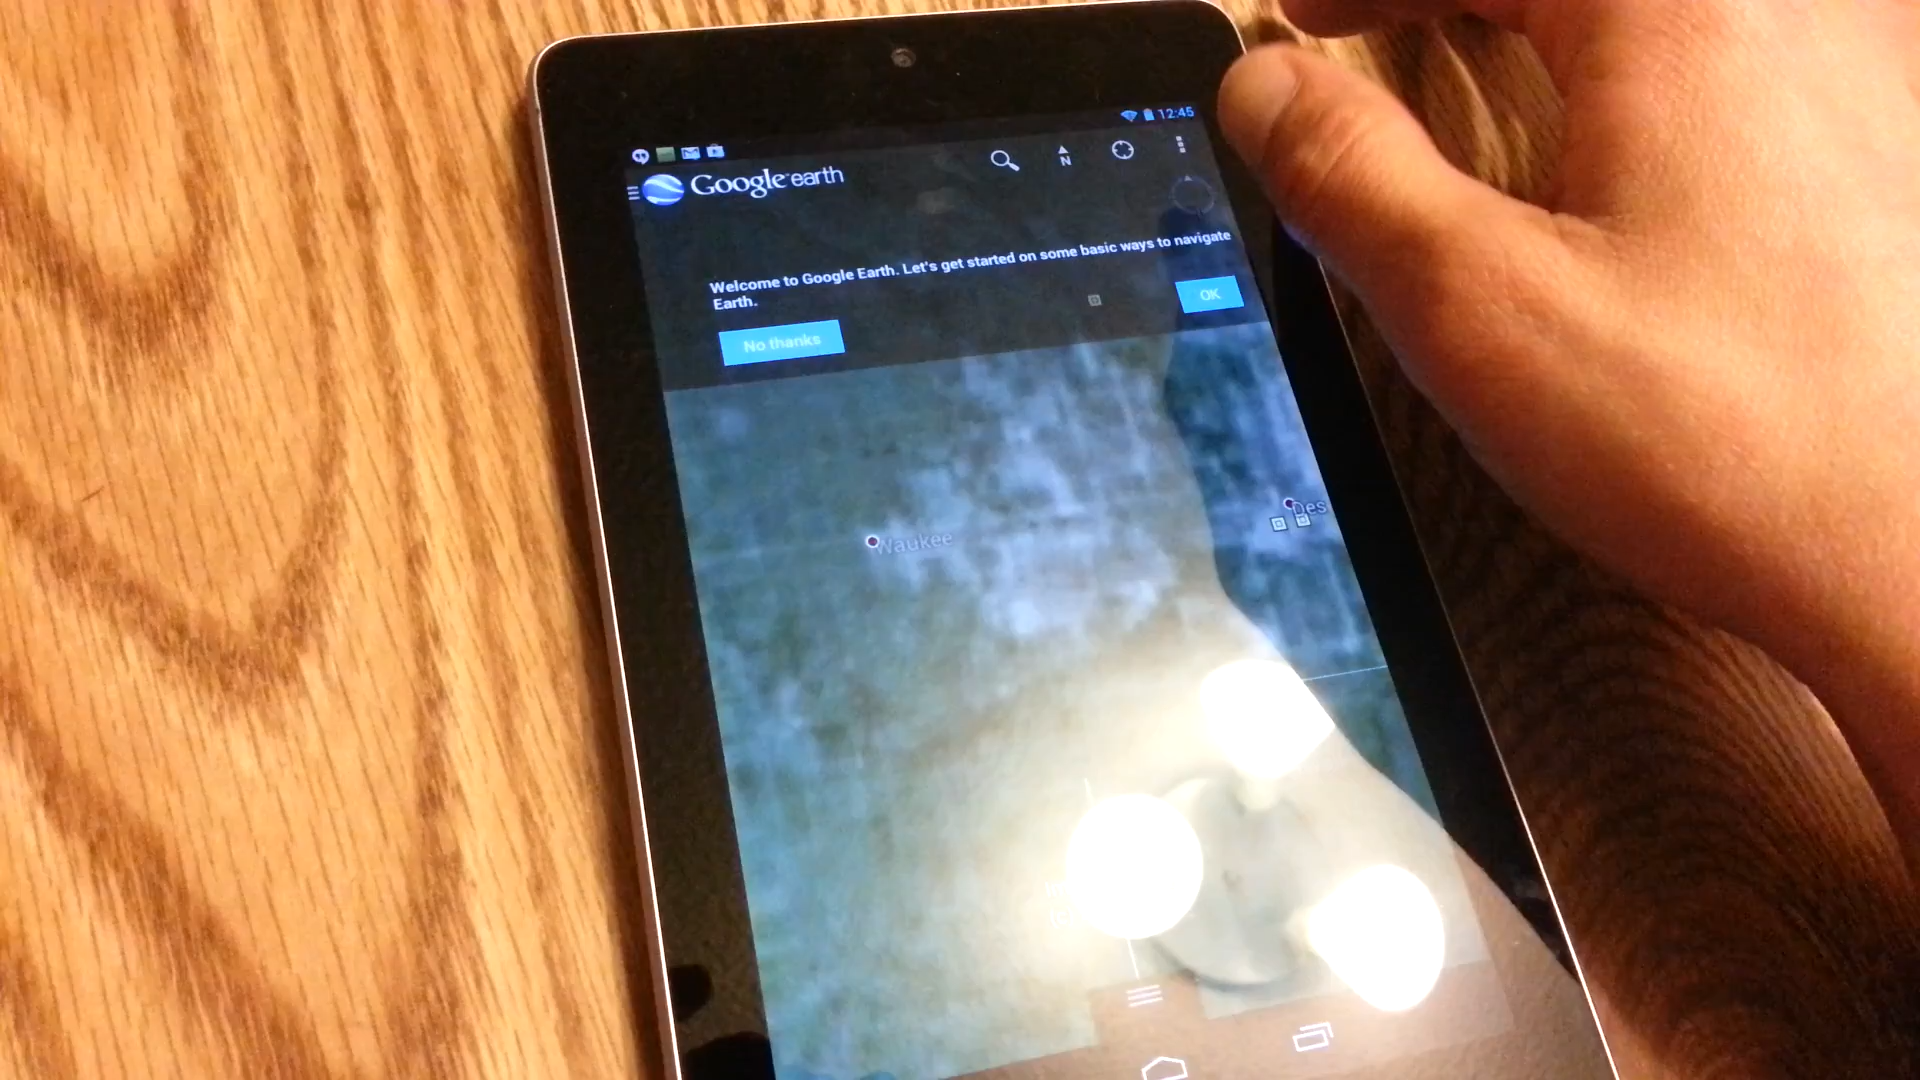 12:45
Google earth
N
Welcome to Google Earth. Let's get started on some basic ways to navigate
Earth.
OK
No thanks
Des
Waukee